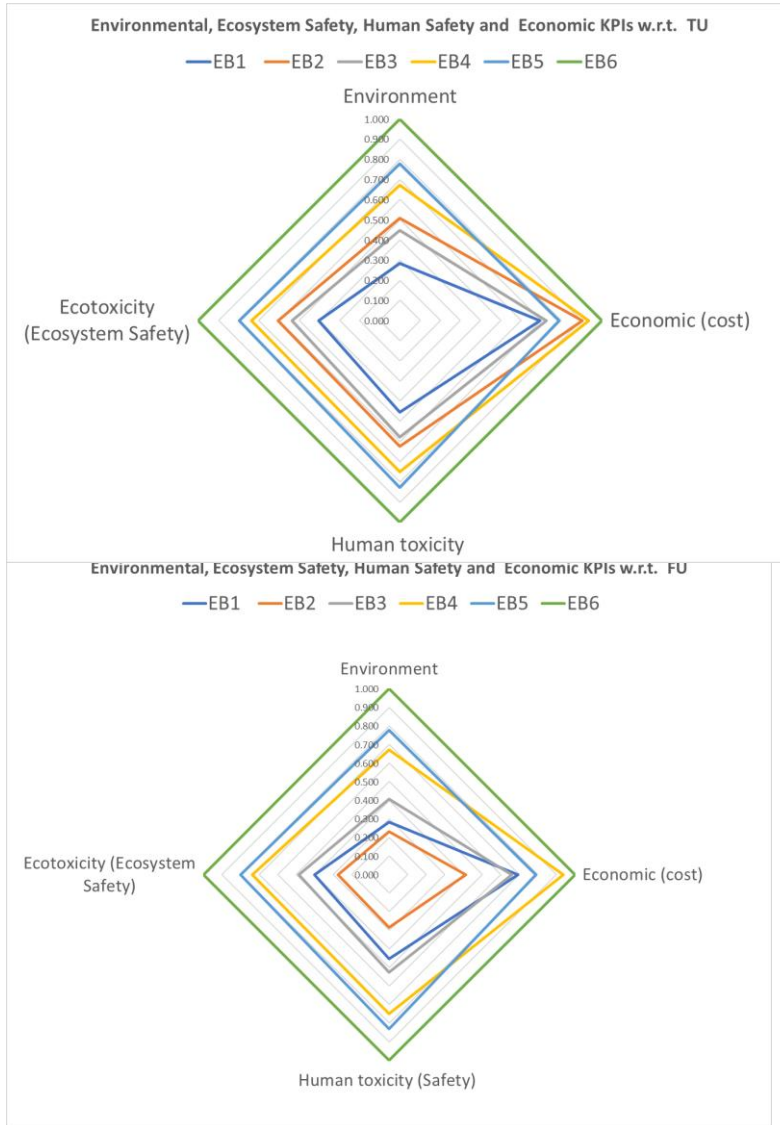 Environmental, Ecosystem Safety, Human Safety and Economic KPIs w.r.t. TU
EB1 EB2 EB3 EB4 EB5 EB6
Environment
1.000
0.900
0.800
0.700
0.600
0.500
0.400
0.300
0.200
0.100
0.000
Ecotoxicity
(Ecosystem Safety)
Economic (cost)
Human toxicity
Environmental, Ecosystem Safety, Human Safety and Economic KPIs w.r.t. FU
EB1 EB2 EB3 EB4 EB5 EB6
Environment
1.000
0.900
0.800
0.700
0.600
0.500
0.400
0.300
0.200
0.100
0.000
Ecotoxicity (Ecosystem
Safety)
Economic (cost)
Human toxicity (Safety)